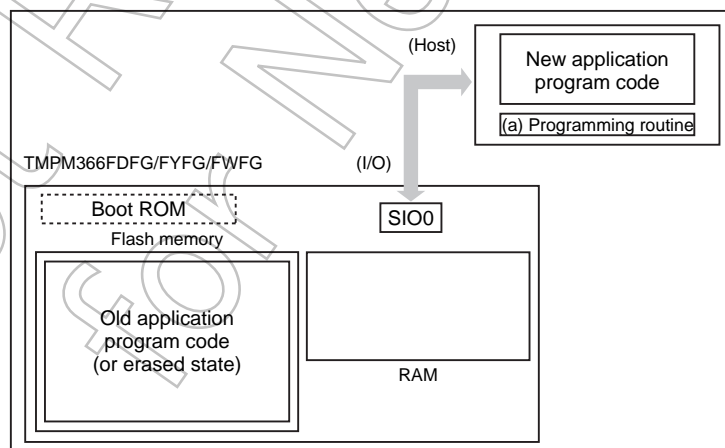 (Host)
New application
program code
(a) Programming routine
TMPM366FDFG/FYFG/FWFG
(I/O)
Boot ROM
SIO0
Flash memory
Old application
program code
(or erased state)
RAM